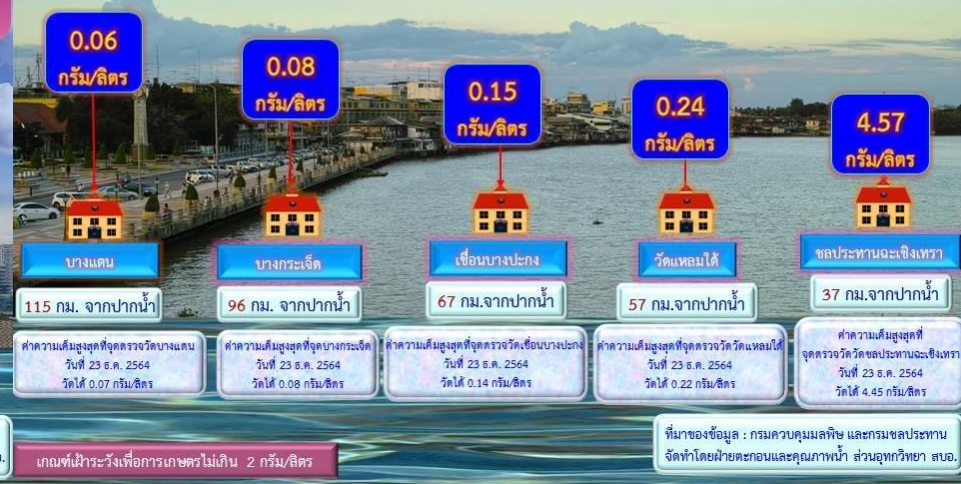 0.06
กรัม/ลิตร
บางแตน
115 กม. จากปากน้ำ
ค่าความเค็มสูงสุดที่จุดตรวจวัดบางแตน
วันที่ 23 ธ.ค. 2564
วัดได้ 0.07 กรัม/ลิตร
0.08
กรัม/ลิตร
บางกระเจ็ด
96 กม. จากปากน้ำ
ค่าความเค็มสูงสุดที่จุดบางกระเจ็ด
วันที่ 23 ธ.ค. 2564
วัดได้ 0.08 กรัม/ลิตร
0.15
กรัม/ลิตร
เขื่อนบางปะกง
67 กม.จากปากน้ำ
ค่าความเค็มสูงสุดที่จุดตรวจวัดเขื่อนบางปะกง
วันที่ 23 ธ.ค. 2564
วัดได้ 0.14 กรัม/ลิตร
0.24
กรัม/ลิตร
วัดแหลมใต้
57 กม.จากปากน้ำ
ค่าความเค็มสูงสุดที่จุดตรวจวัดวัดแหลมใต้
วันที่ 23 ธ.ค. 2564
วัดได้ 0.22 กรัม/ลิตร
4.57
กรัม/ลิตร
ชลประทานฉะเชิงเทรา
37 กม.จากปากน้ำ
ค่าความเค็มสูงสุดที่
จุดตรวจวัดวัดชลประทานฉะเชิงเทรา
วันที่ 23 ธ.ค. 2564
วัดได้ 4.45 กรัม/ลิตร
เกณฑ์เฝ้าระวังเพื่อการเกษตรไม่เกิน 2 กรัม/ลิตร
ที่มาของข้อมูล : กรมควบคุมมลพิษ และกรมชลประทาน
จัดทำโดยฝ่ายตะกอนและคุณภาพน้ำ ส่วนอุทกวิทยา สบอ.